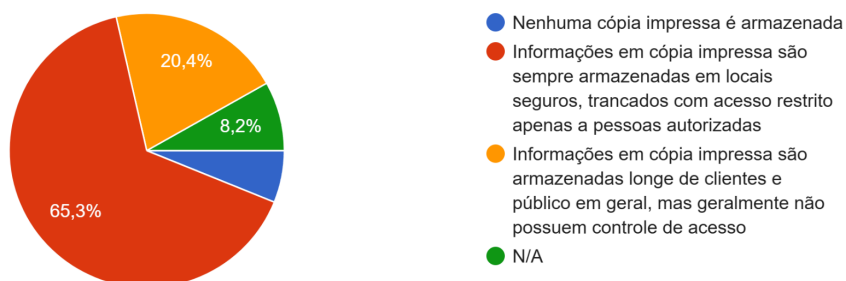 20,4%
8,2%
65,3%
Nenhuma cópia impressa é armazenada
Informações em cópia impressa são
sempre armazenadas em locais
seguros, trancados com acesso restrito
apenas a pessoas autorizadas
Informações em cópia impressa são
armazenadas longe de clientes e
público em geral, mas geralmente não
possuem controle de acesso
N/A